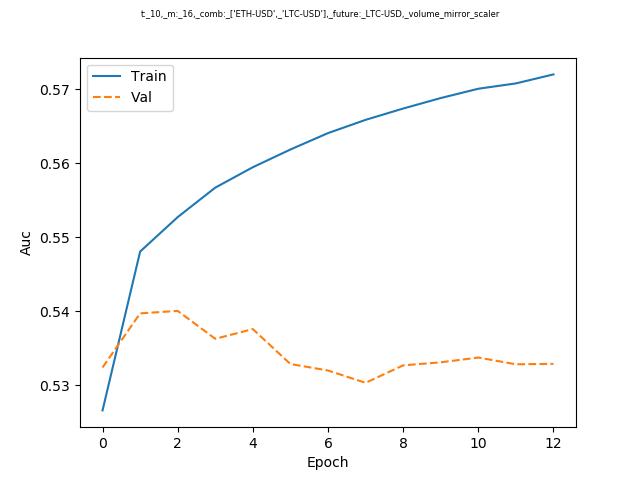 t:_10,_m:_16,_comb:_['ETH-USD',_'LTC-USD'],_future:_LTC-USD,_volume_mirror_scaler
Train
Val
0.57
0.56
0.55
0.54
0.53
Auc
0 2 4 6 8 10 12
Epoch